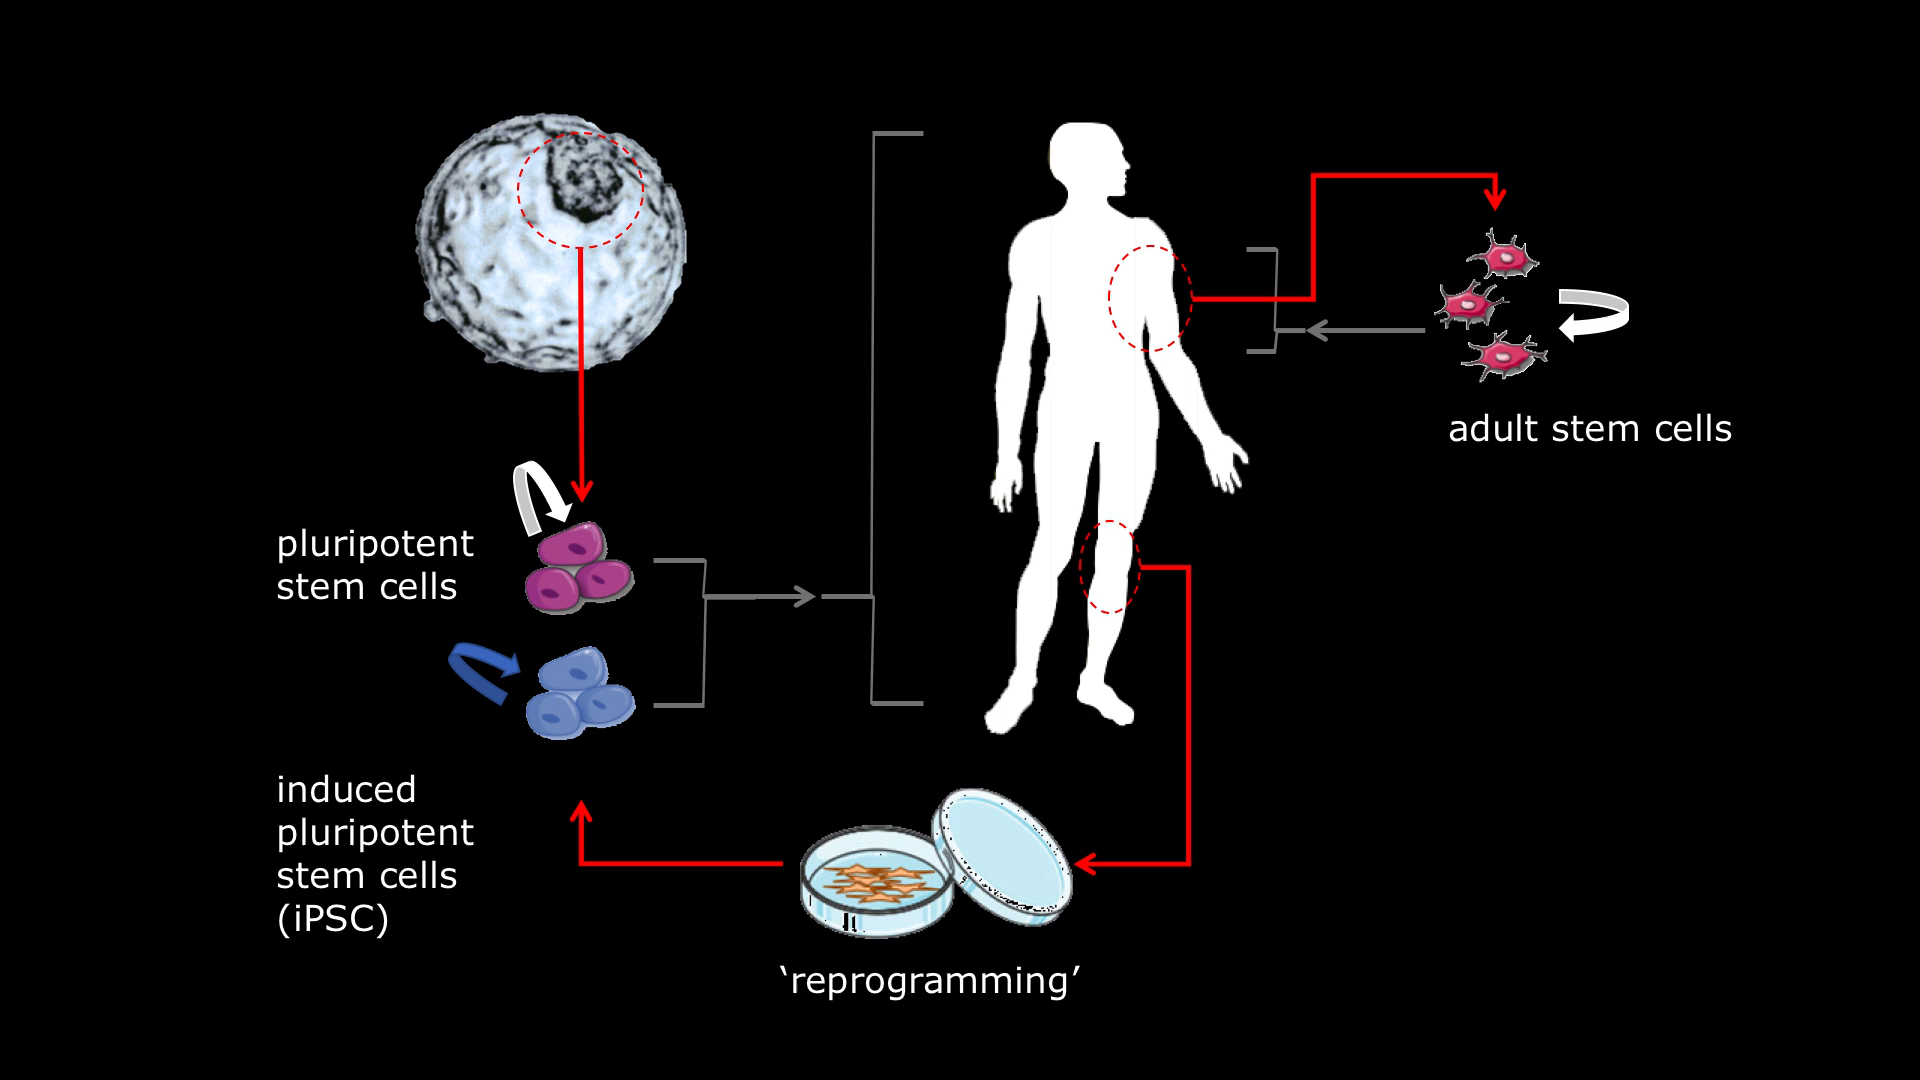 adult stem cells
pluripotent
stem cells
induced
pluripotent
stem cells
(iPSC)
‘reprogramming’